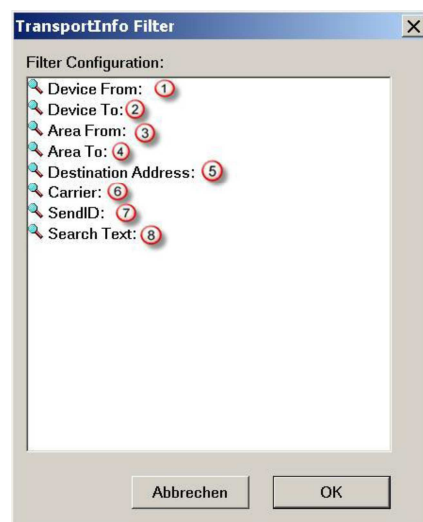 TransportInfo Filter
Filter Configuration:
Device From: 1
Device To: 2
Area From: 3
Area To: 4
Destination Address: 5
Carrier: 6
SendID: 7
Search Text: 8
Abbrechen OK